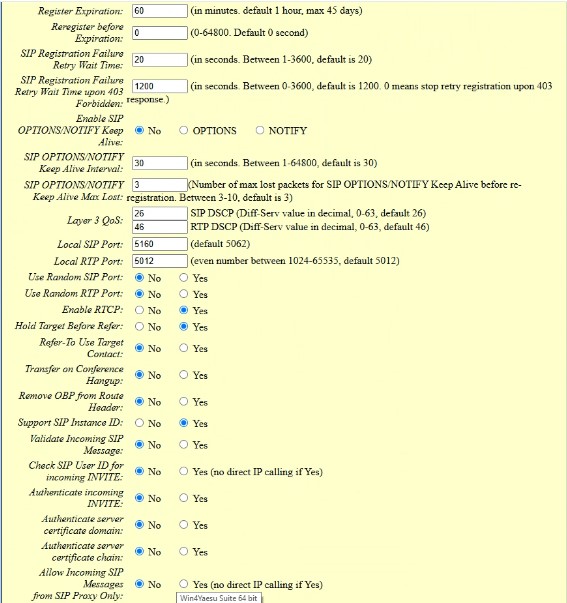 Register Expiration: 60 (in minutes. default 1 hour, max 45 days)
Reregister before
Expiration: 0 (0-64800. Default 0 second)
SIP Registration Failure
Retry Wait Time: 20 (in seconds. Between 1-3600, default is 20)
SIP Registration Failure
Retry Wait Time upon 403 1200 (in seconds. Between 0-3600, default is 1200. 0 means stop retry registration upon 403
Forbidden: response.)
Enable SIP
OPTIONS/NOTIFY Keep No OPTIONS NOTIFY
Alive:
SIP OPTIONS/NOTIFY
Keep Alive Interval: 30 (in seconds. Between 1-64800, default is 30)
SIP OPTIONS/NOTIFY 3 (Number of max lost packets for SIP OPTIONS/NOTIFY Keep Alive before re-
Keep Alive Max Lost: registration. Between 3-10, default is 3)
Layer 3 QoS: 26 SIP DSCP (Diff-Serv value in decimal, 0-63, default 26)
46 RTP DSCP (Diff-Serv value in decimal, 0-63, default 46)
Local SIP Port: 5160 (default 5062)
Local RTP Port: 5012 (even number between 1024-65535, default 5012)
Use Random SIP Port: No Yes
Use Random RTP Port: No Yes
Enable RTCP: No Yes
Hold Target Before Refer: No Yes
Refer-To Use Target
Contact: No Yes
Transfer on Conference
Hangup: No Yes
Remove OBP from Route
Header: No Yes
Support SIP Instance ID: No Yes
Validate Incoming SIP
Message: No Yes
Check SIP User ID for
incoming INVITE: No Yes (no direct IP calling if Yes)
Authenticate incoming
INVITE: No Yes
Authenticate server
certificate domain: No Yes
Authenticate server
certificate chain: No Yes
Allow Incoming SIP
Messages No Yes (no direct IP calling if Yes)
from SIP Proxy Only:
Win4Yaesu Suite 64 bit